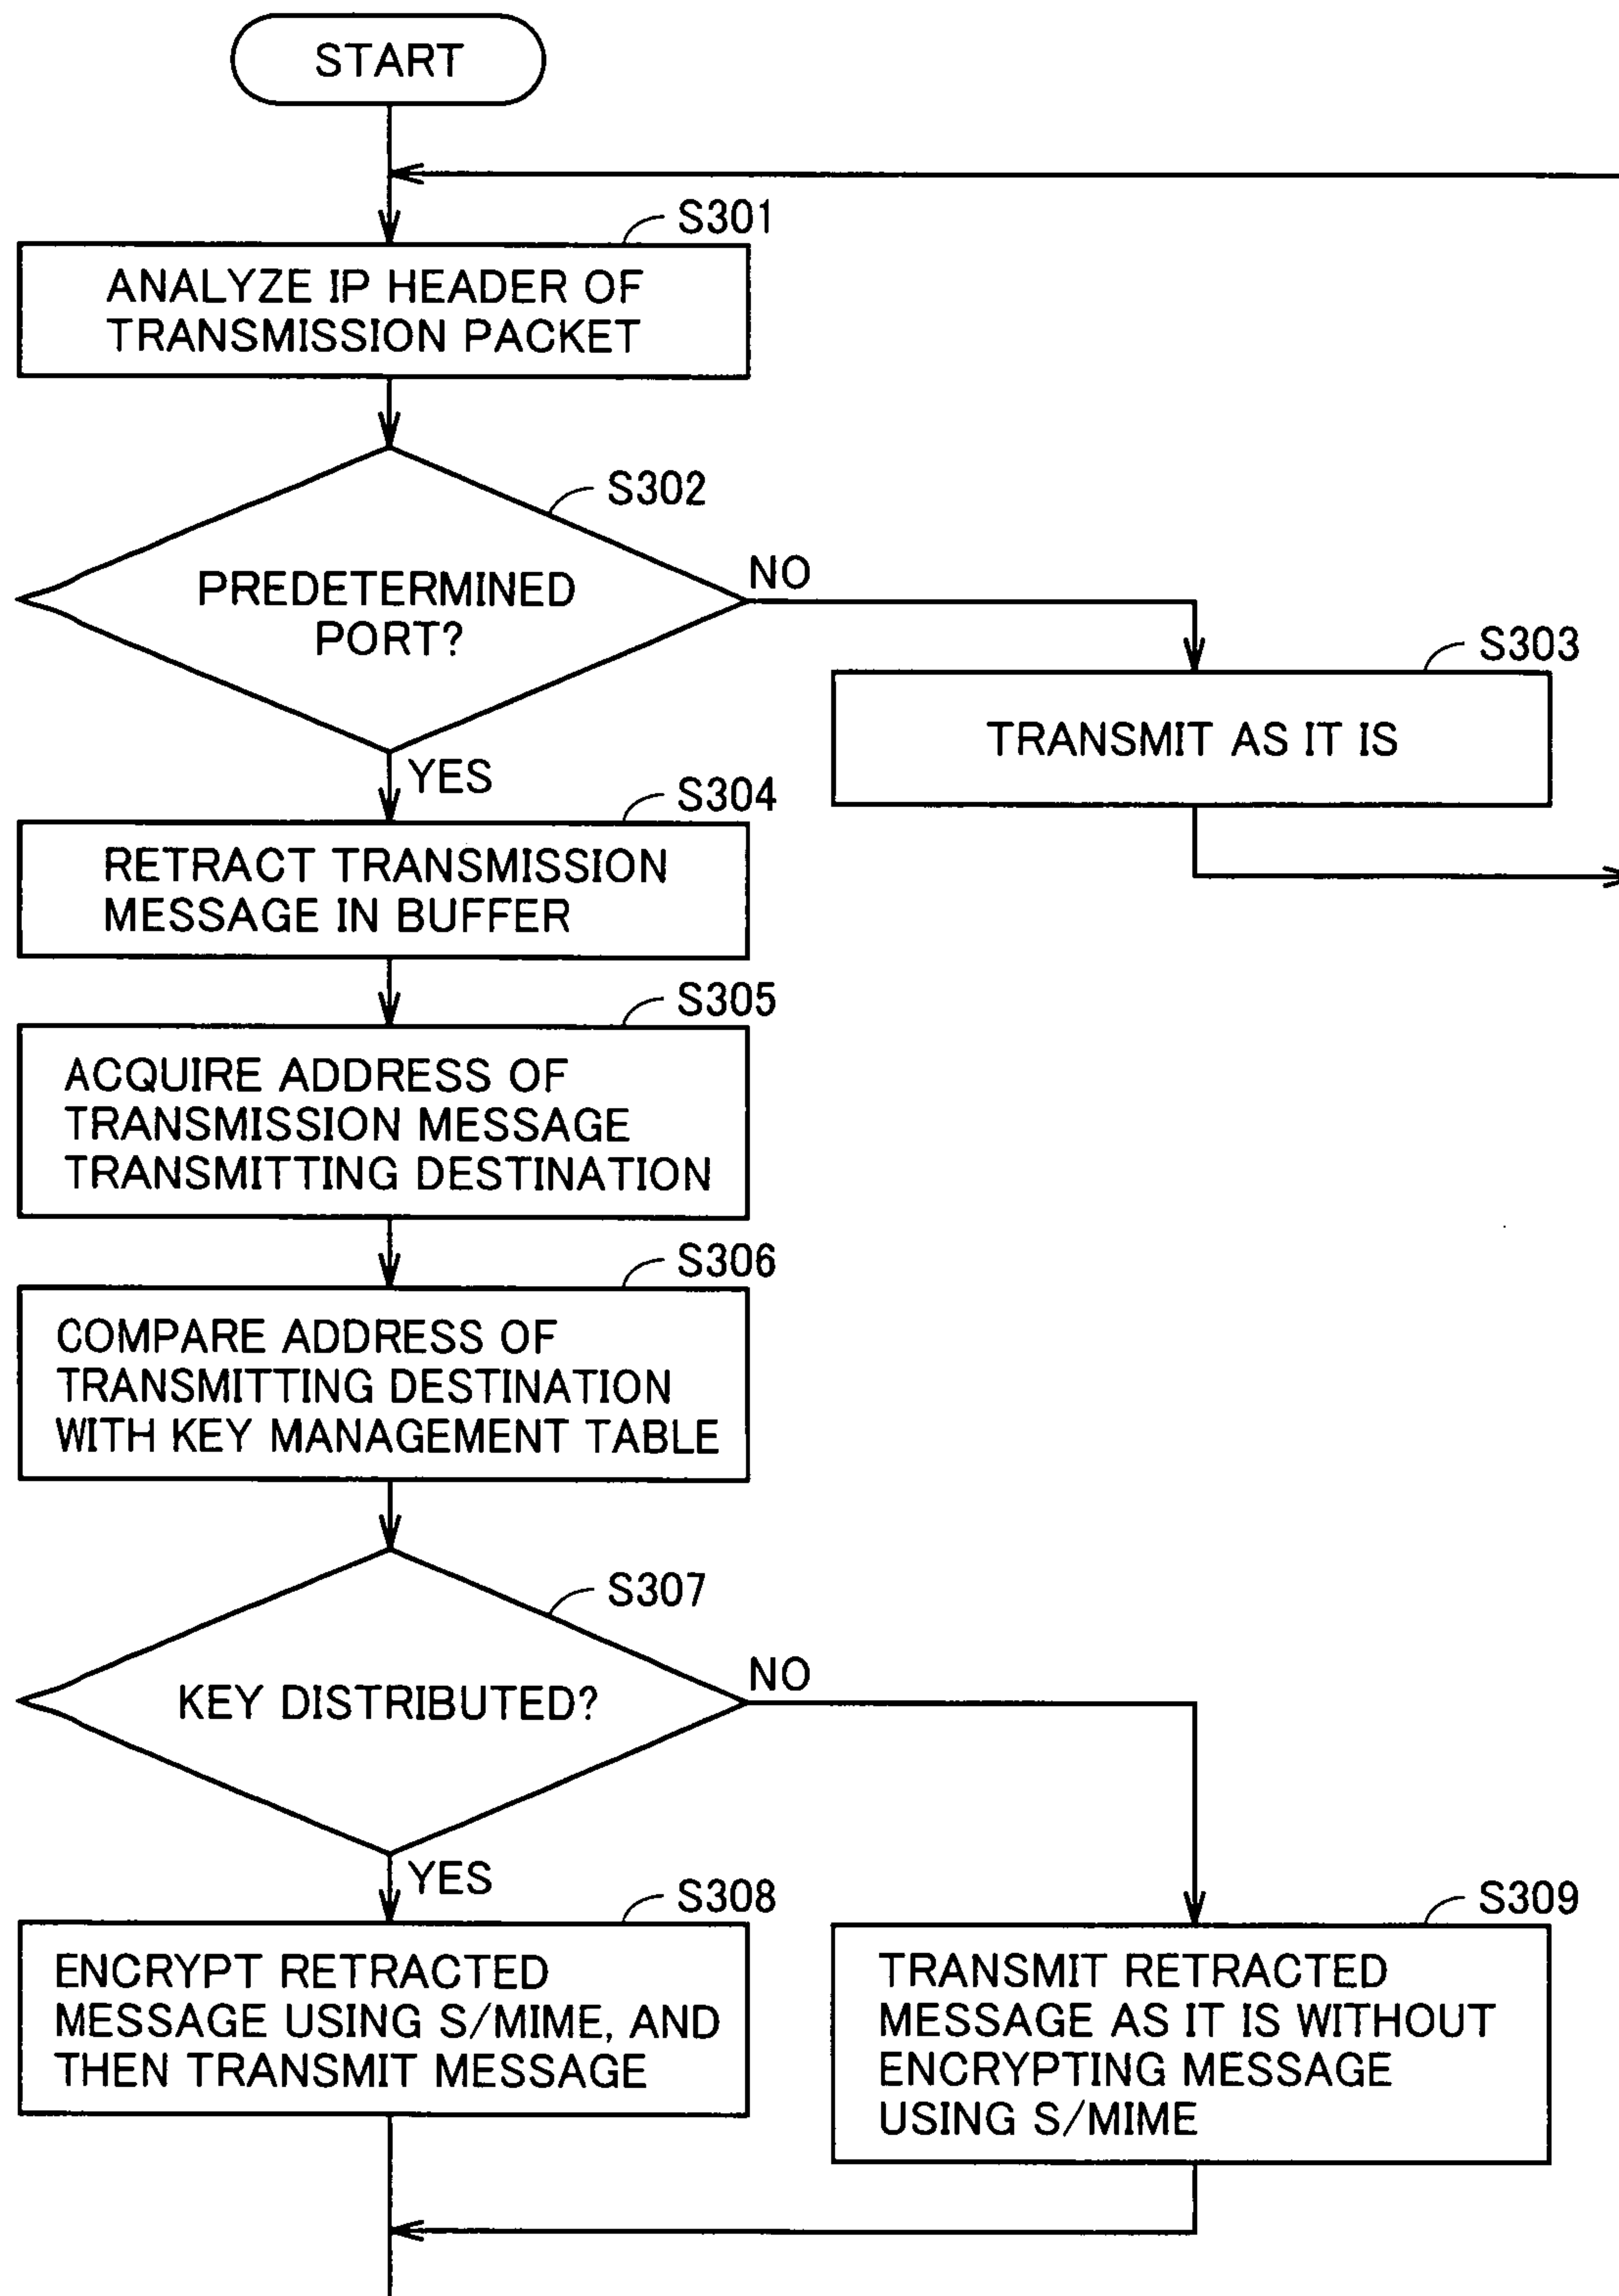 START
S301
ANALYZE IP HEADER OF
TRANSMISSION PACKET
S302
PREDETERMINED
PORT?
NO
S303
TRANSMIT AS IT IS
YES
S304
RETRACT TRANSMISSION
MESSAGE IN BUFFER
S305
ACQUIRE ADDRESS OF
TRANSMISSION MESSAGE
TRANSMITTING DESTINATION
S306
COMPARE ADDRESS OF
TRANSMITTING DESTINATION
WITH KEY MANAGEMENT TABLE
S307
KEY DISTRIBUTED?
NO
YES
S308
ENCRYPT RETRACTED
MESSAGE USING S/MIME, AND
THEN TRANSMIT MESSAGE
S309
TRANSMIT RETRACTED
MESSAGE AS IT IS WITHOUT
ENCRYPTING MESSAGE
USING S/MIME